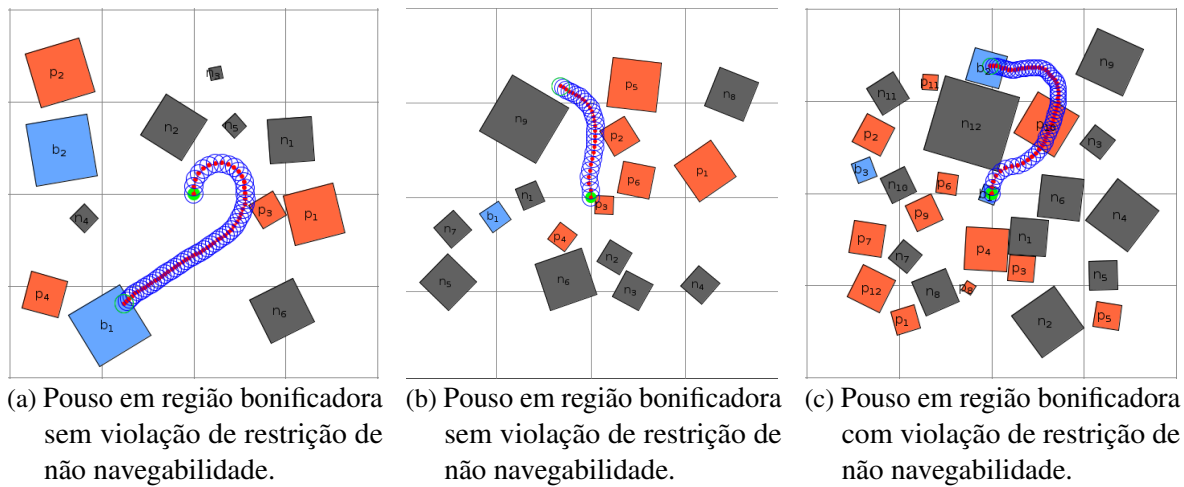 p2
n3
n2
n5
n1
b2
p3
p1
n4
p4
b1
n6
p5
n8
n9
p2
p6
p1
n1
p3
b1
n7
p4
n2
n5
n6
n3
n4
b2
n9
p11
n11
n12
p10
p2
n3
b3
n10
p6
b1
n6
p9
n4
p7
n1
p4
n7
p3
n5
p12
n8
p8
p1
n2
p5
(a) Pouso em região bonificadora
sem violação de restrição de
não navegabilidade.
(b) Pouso em região bonificadora
sem violação de restrição de
não navegabilidade.
(c) Pouso em região bonificadora
com violação de restrição de
não navegabilidade.